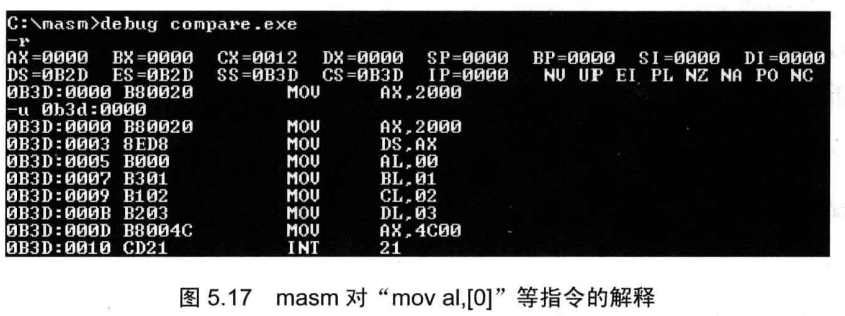 C:\masm>debug compare.exe
-r
AX=0000 BX=0000 CX=0012 DX=0000 SP=0000 BP=0000 SI=0000 DI=0000
DS=0B2D ES=0B2D SS=0B3D CS=0B3D IP=0000 NV UP EI PL NZ NA PO NC
0B3D:0000 B80020 MOV AX,2000
-u 0b3d:0000
0B3D:0000 B80020 MOV AX,2000
0B3D:0003 8ED8 MOV DS,AX
0B3D:0005 B000 MOV AL,00
0B3D:0007 B301 MOV BL,01
0B3D:0009 B102 MOV CL,02
0B3D:000B B203 MOV DL,03
0B3D:000D B8004C MOV AX,4C00
0B3D:0010 CD21 INT 21
图 5.17 masm 对“mov al,[0]”等指令的解释